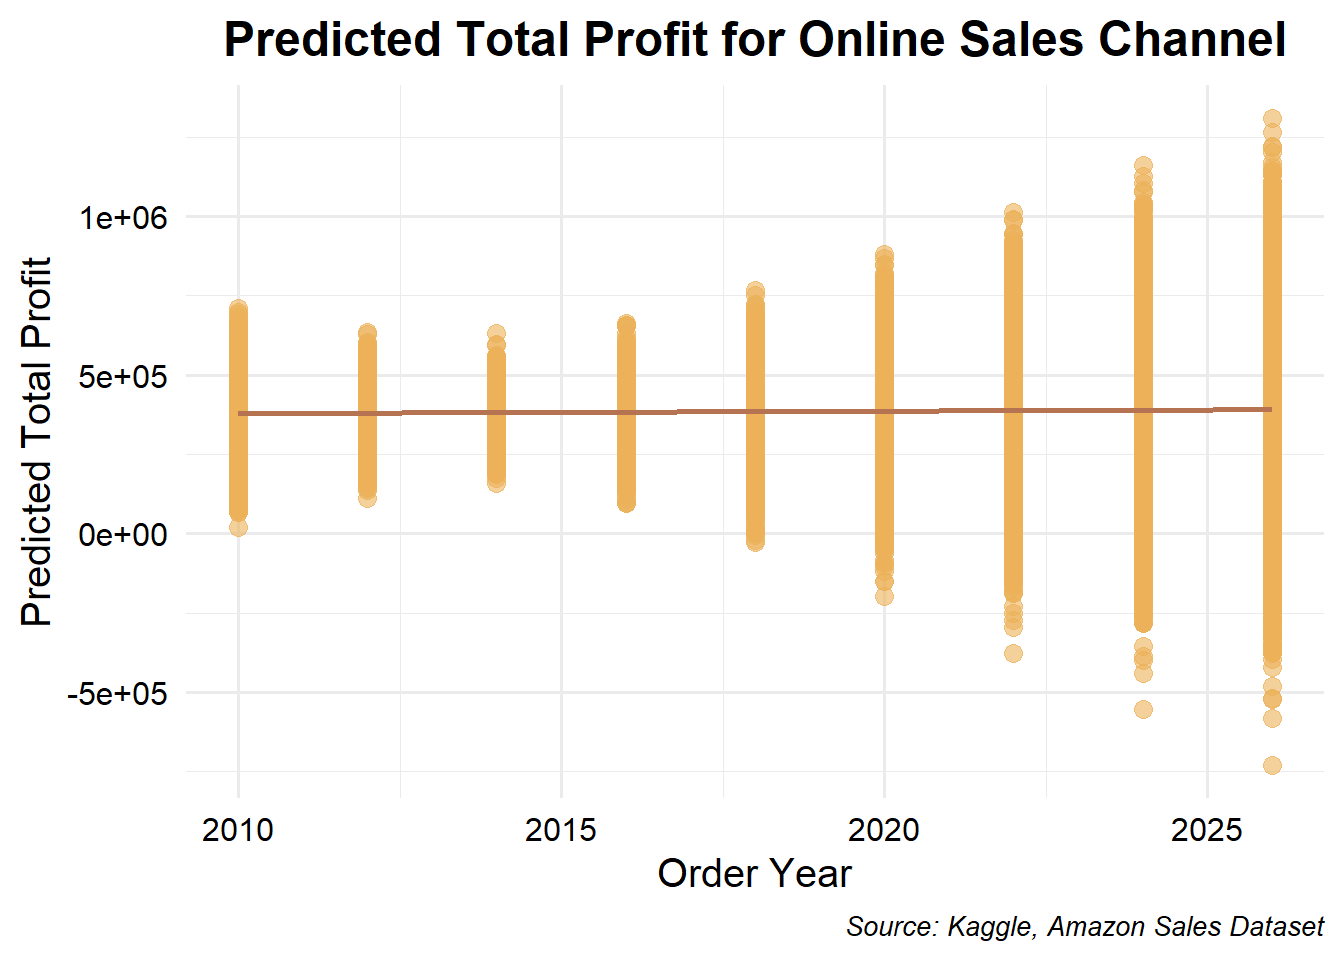 Predicted Total Profit for Online Sales Channel
Predicted Total Profit
1e+06
5e+05
0e+00
-5e+05
2010 2015 2020 2025
Order Year
Source: Kaggle, Amazon Sales Dataset